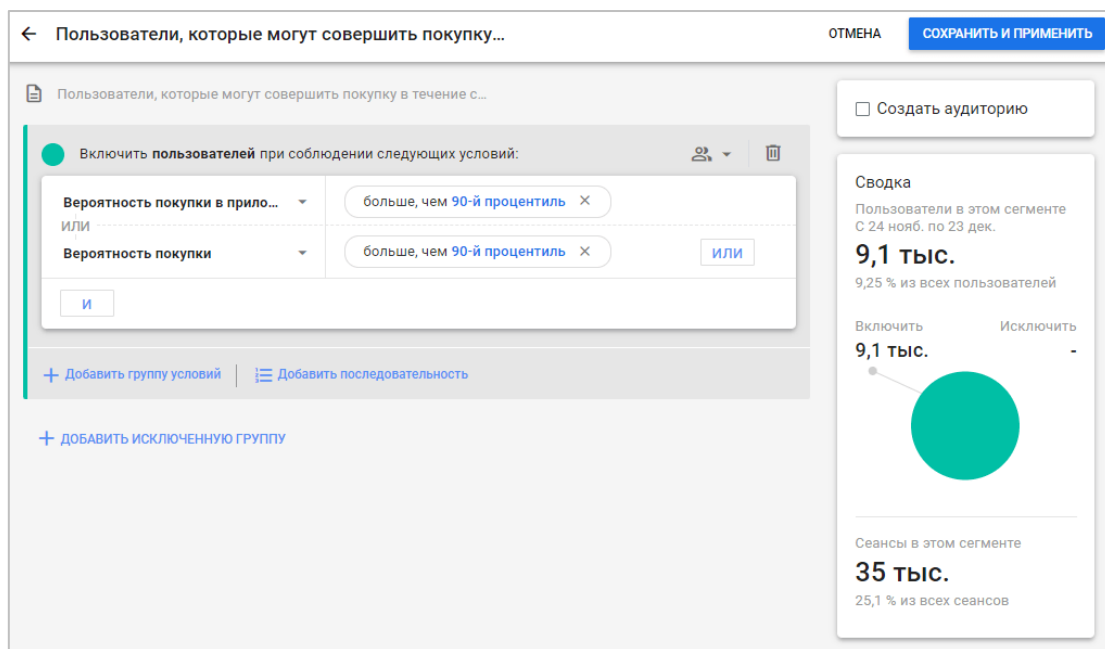 Пользователи, которые могут совершить покупку...
ОТМЕНА
СОХРАНИТЬ И ПРИМЕНИТЬ
Пользователи, которые могут совершить покупку в течение с...
Включить пользователей при соблюдении следующих условий:
Вероятность покупки в прило...
больше, чем 90-й процентиль
ИЛИ
Вероятность покупки
больше, чем 90-й процентиль
ИЛИ
И
Добавить группу условий
Добавить последовательность
ДОБАВИТЬ ИСКЛЮЧЕННУЮ ГРУППУ
Создать аудиторию
Сводка
Пользователи в этом сегменте
С 24 нояб. по 23 дек.
9,1 тыс.
9,25 % из всех пользователей
Включить
Исключить
9,1 тыс.
-
Сеансы в этом сегменте
35 тыс.
25,1 % из всех сеансов